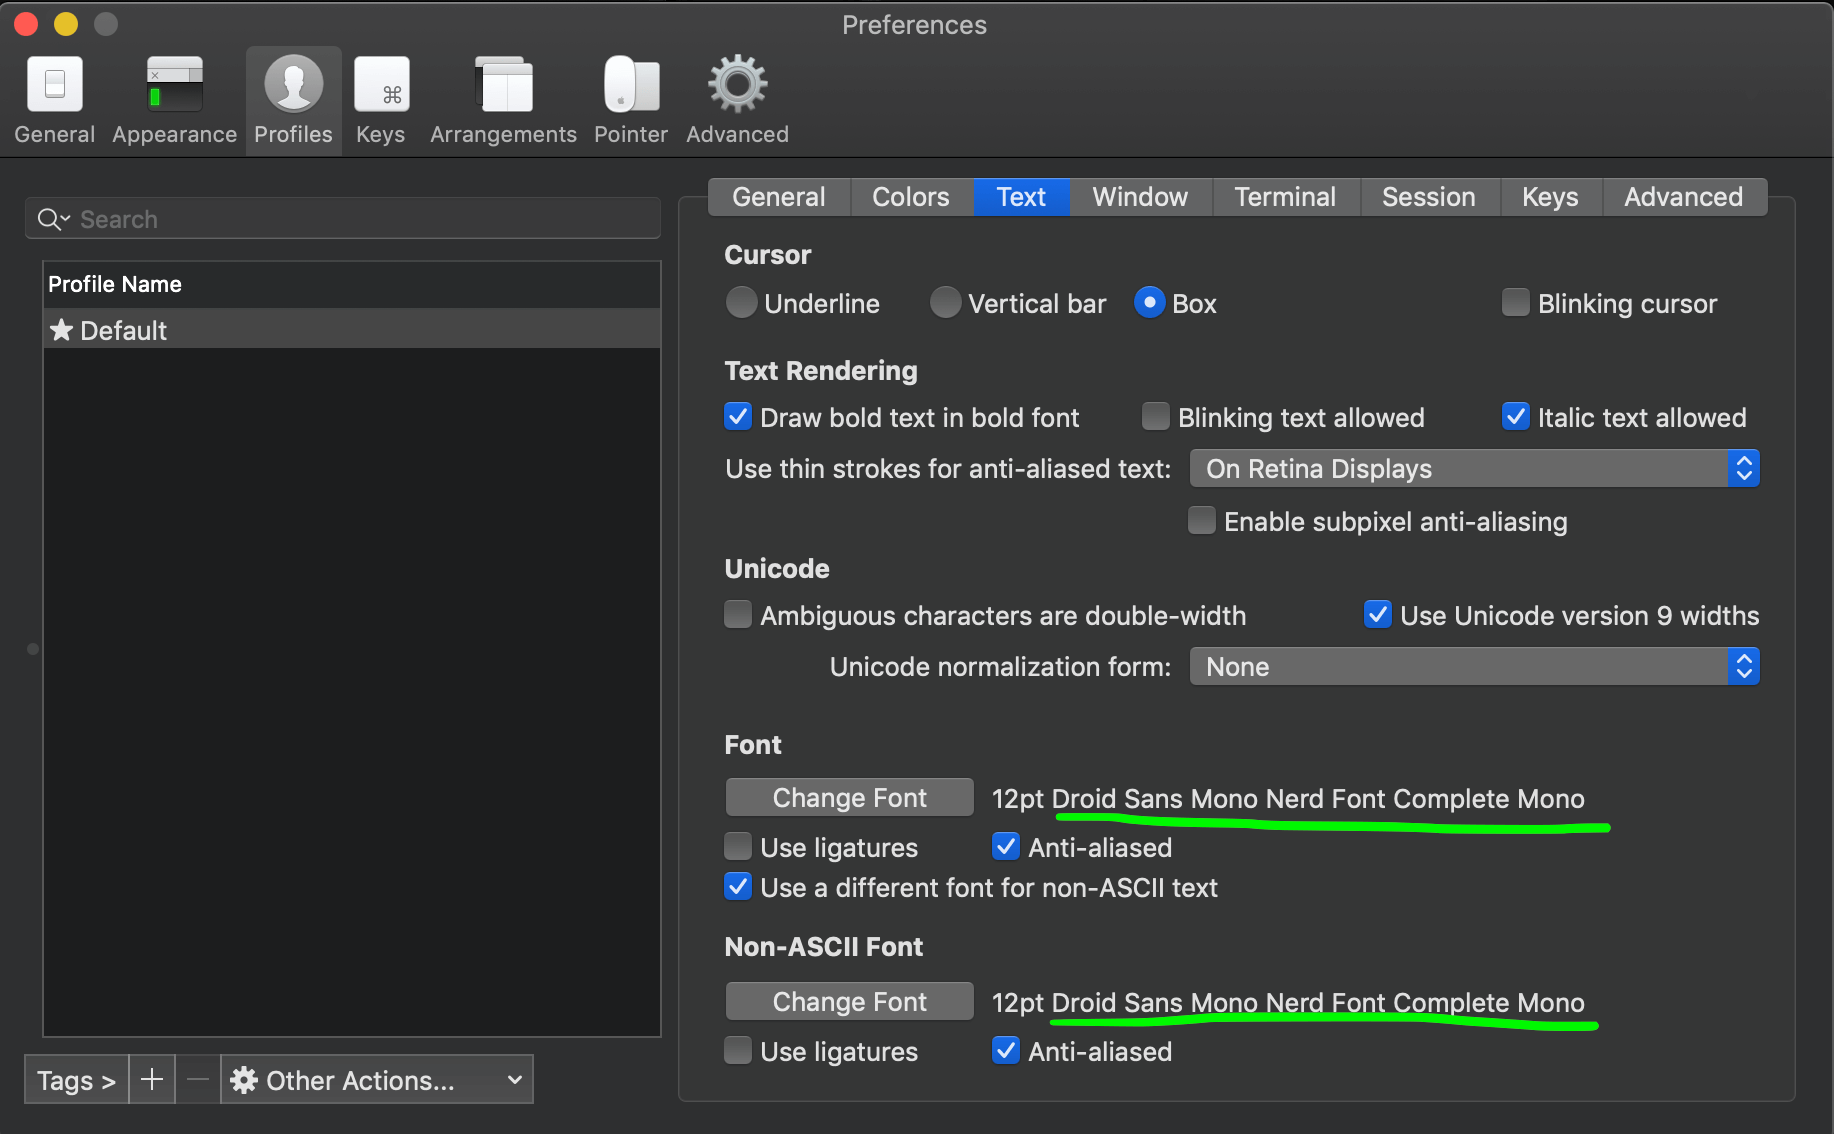 Preferences
General Appearance Profiles Keys Arrangements Pointer Advanced
Search
Profile Name
Default
Tags > Other Actions...
General Colors Text Window Terminal Session Keys Advanced
Cursor
Underline Vertical bar Box Blinking cursor
Text Rendering
Draw bold text in bold font Blinking text allowed Italic text allowed
Use thin strokes for anti-aliased text: On Retina Displays
Enable subpixel anti-aliasing
Unicode
Ambiguous characters are double-width Use Unicode version 9 widths
Unicode normalization form: None
Font
Change Font 12pt Droid Sans Mono Nerd Font Complete Mono
Use ligatures Anti-aliased
Use a different font for non-ASCII text
Non-ASCII Font
Change Font 12pt Droid Sans Mono Nerd Font Complete Mono
Use ligatures Anti-aliased